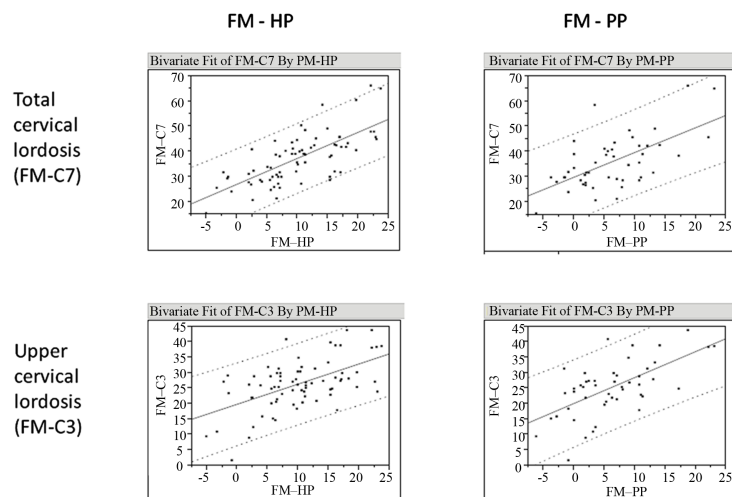 FM - HP
FM - PP
Total
cervical
lordosis
(FM-C7)
Bivariate Fit of FM-C7 By PM-HP
70
60
50
40
30
20
FM–C7
-5 0 5 10 15 20 25
FM–HP
Bivariate Fit of FM-C7 By PM-PP
70
60
50
40
30
20
FM–C7
-5 0 5 10 15 20 25
FM–PP
Upper
cervical
lordosis
(FM-C3)
Bivariate Fit of FM-C3 By PM-HP
45
40
35
30
25
20
15
10
5
0
FM–C3
-5 0 5 10 15 20 25
FM–HP
Bivariate Fit of FM-C3 By PM-PP
45
40
35
30
25
20
15
10
5
0
FM–C3
-5 0 5 10 15 20 25
FM–PP